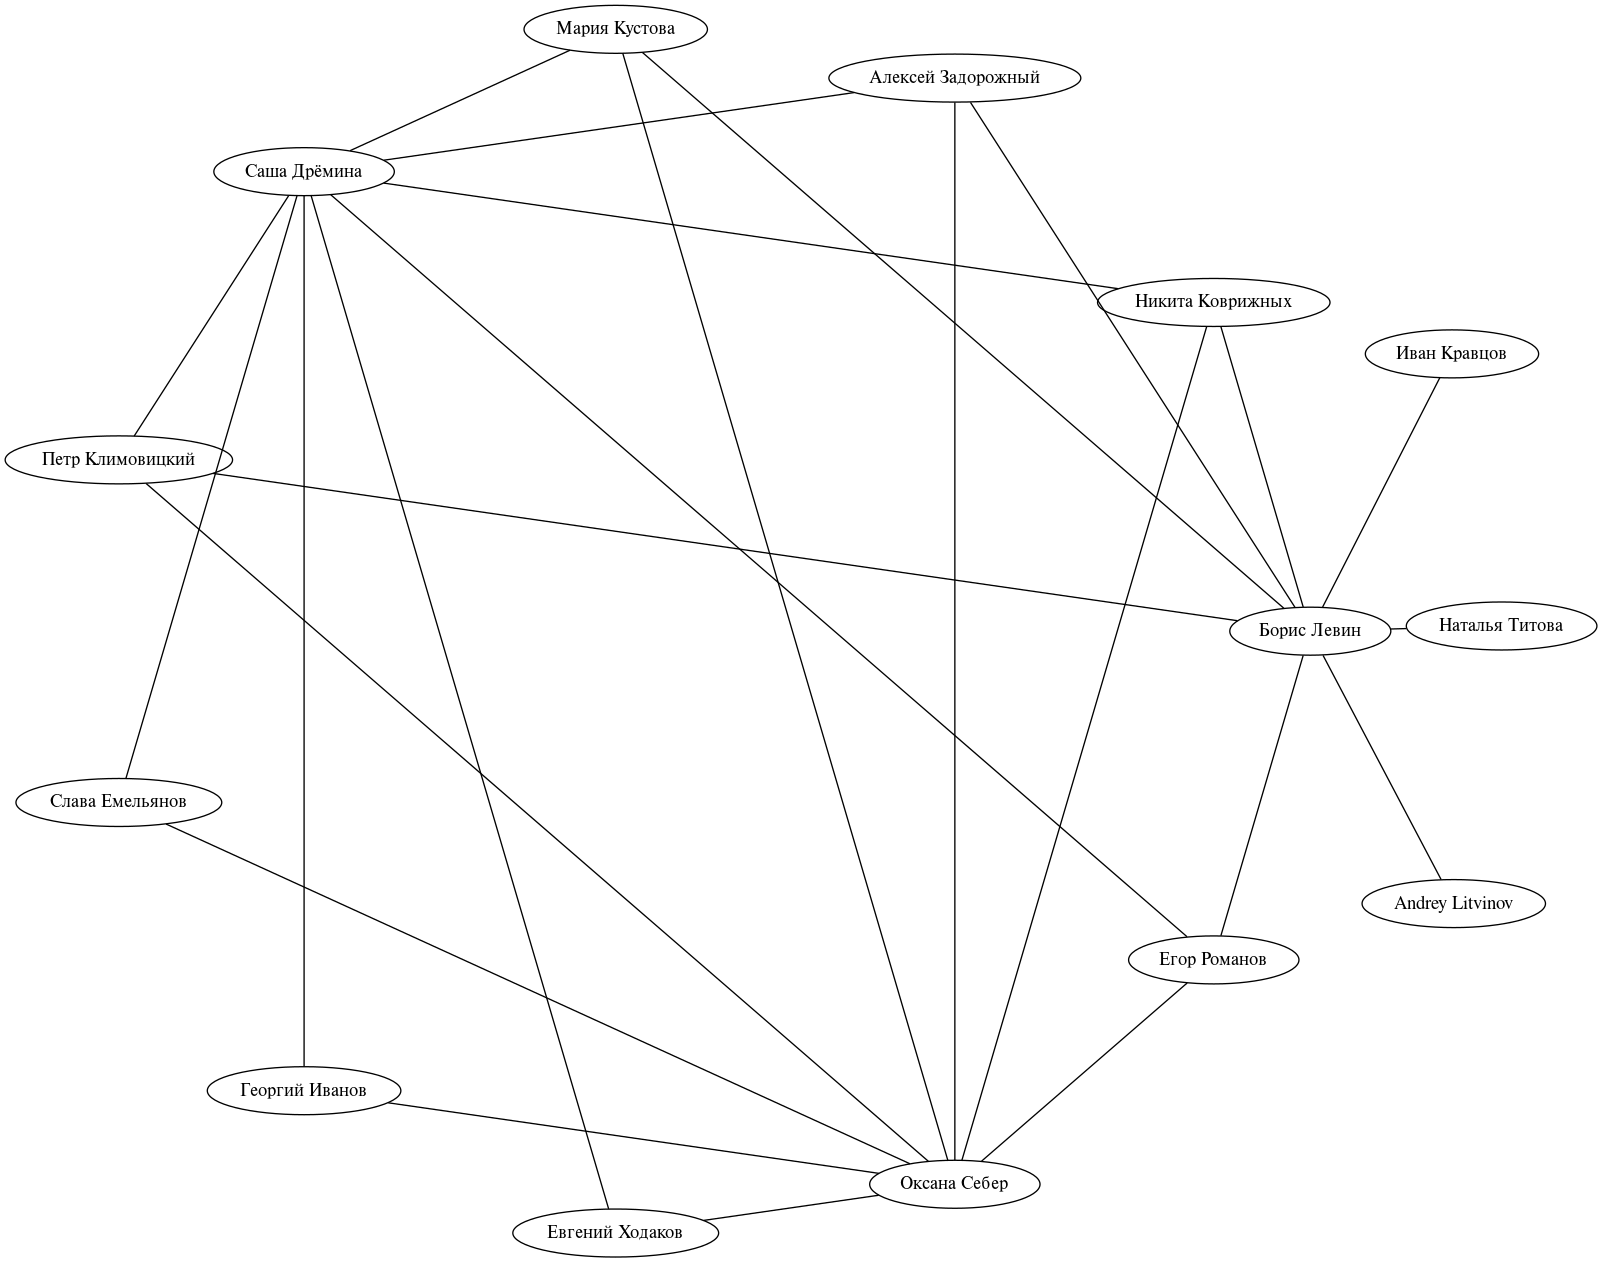 Мария Кустова
Алексей Задорожный
Саша Дрёмина
Никита Коврижных
Иван Кравцов
Петр Климовицкий
Наталья Титова
Борис Левин
Слава Емельянов
Andrey Litvinov
Егор Романов
Георгий Иванов
Оксана Себер
Евгений Ходаков